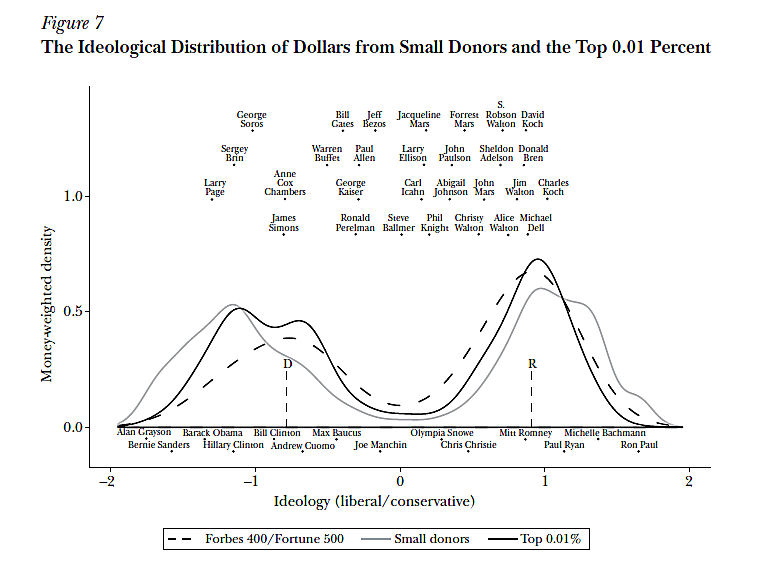 Figure 7
The Ideological Distribution of Dollars from Small Donors and the Top 0.01 Percent
S.
George Bill Jeff Jacqueline Forrest Robson David
Soros Gates Bezos Mars Mars Walton Koch
Sergey Warren Paul Larry John Sheldon Donald
Brin Buffet Allen Ellison Paulson Adelson Bren
Anne
Larry Cox George Carl Abigail John Jim Charles
Page Chambers Kaiser Icahn Johnson Mars Walton Koch
James Ronald Steve Phil Christy Alice Michael
Simons Perelman Ballmer Knight Walton Walton Dell
Money-weighted density
1.0
0.5
0.0
D
R
Alan Grayson Barack Obama Bill Clinton Max Baucus Olympia Snowe Mitt Romney Michelle Bachmann
Bernie Sanders Hillary Clinton Andrew Cuomo Joe Manchin Chris Christie Paul Ryan Ron Paul
−2 −1 0 1 2
Ideology (liberal/conservative)
Forbes 400/Fortune 500 Small donors Top 0.01%